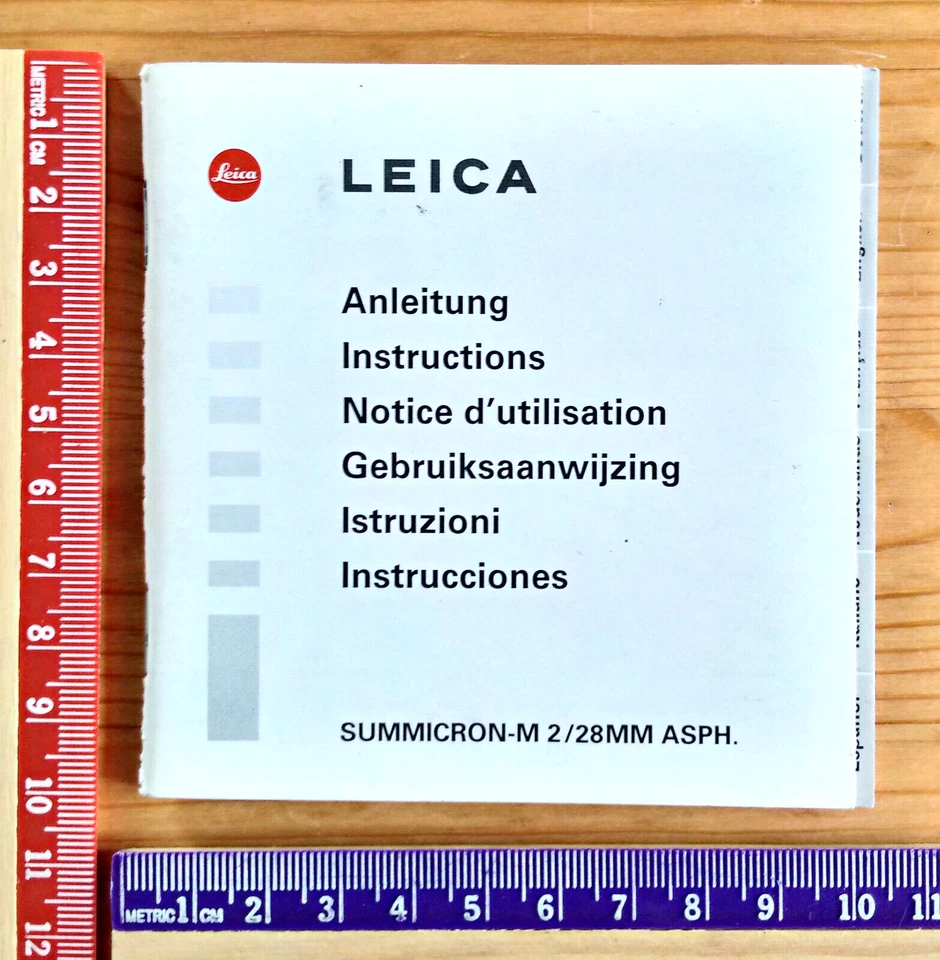 METRIC 1 CM 2 3 4 5 6 7 8 9 10 11 12
Leica
LEICA
Anleitung
Instructions
Notice d’utilisation
Gebruiksaanwijzing
Istruzioni
Instrucciones
SUMMICRON-M 2/28MM ASPH.
METRIC 1 CM 2 3 4 5 6 7 8 9 10 11